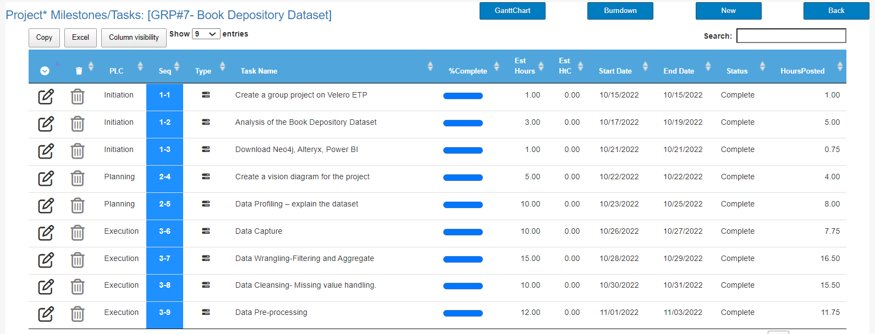 Project* Milestones/Tasks: [GRP#7- Book Depository Dataset]
GanttChart Burndown New Back
Copy Excel Column visibility Show 9 entries Search:
PLC Seq Type Task Name %Complete Est Hours Est HtC Start Date End Date Status HoursPosted
Initiation 1-1 Create a group project on Velero ETP 1.00 0.00 10/15/2022 10/15/2022 Complete 1.00
Initiation 1-2 Analysis of the Book Depository Dataset 3.00 0.00 10/17/2022 10/19/2022 Complete 5.00
Initiation 1-3 Download Neo4j, Alteryx, Power BI 1.00 0.00 10/21/2022 10/21/2022 Complete 0.75
Planning 2-4 Create a vision diagram for the project 5.00 0.00 10/22/2022 10/22/2022 Complete 4.00
Planning 2-5 Data Profiling – explain the dataset 10.00 0.00 10/23/2022 10/25/2022 Complete 8.00
Execution 3-6 Data Capture 10.00 0.00 10/26/2022 10/27/2022 Complete 7.75
Execution 3-7 Data Wrangling-Filtering and Aggregate 15.00 0.00 10/28/2022 10/29/2022 Complete 16.50
Execution 3-8 Data Cleansing- Missing value handling. 10.00 0.00 10/30/2022 10/31/2022 Complete 15.50
Execution 3-9 Data Pre-processing 12.00 0.00 11/01/2022 11/03/2022 Complete 11.75